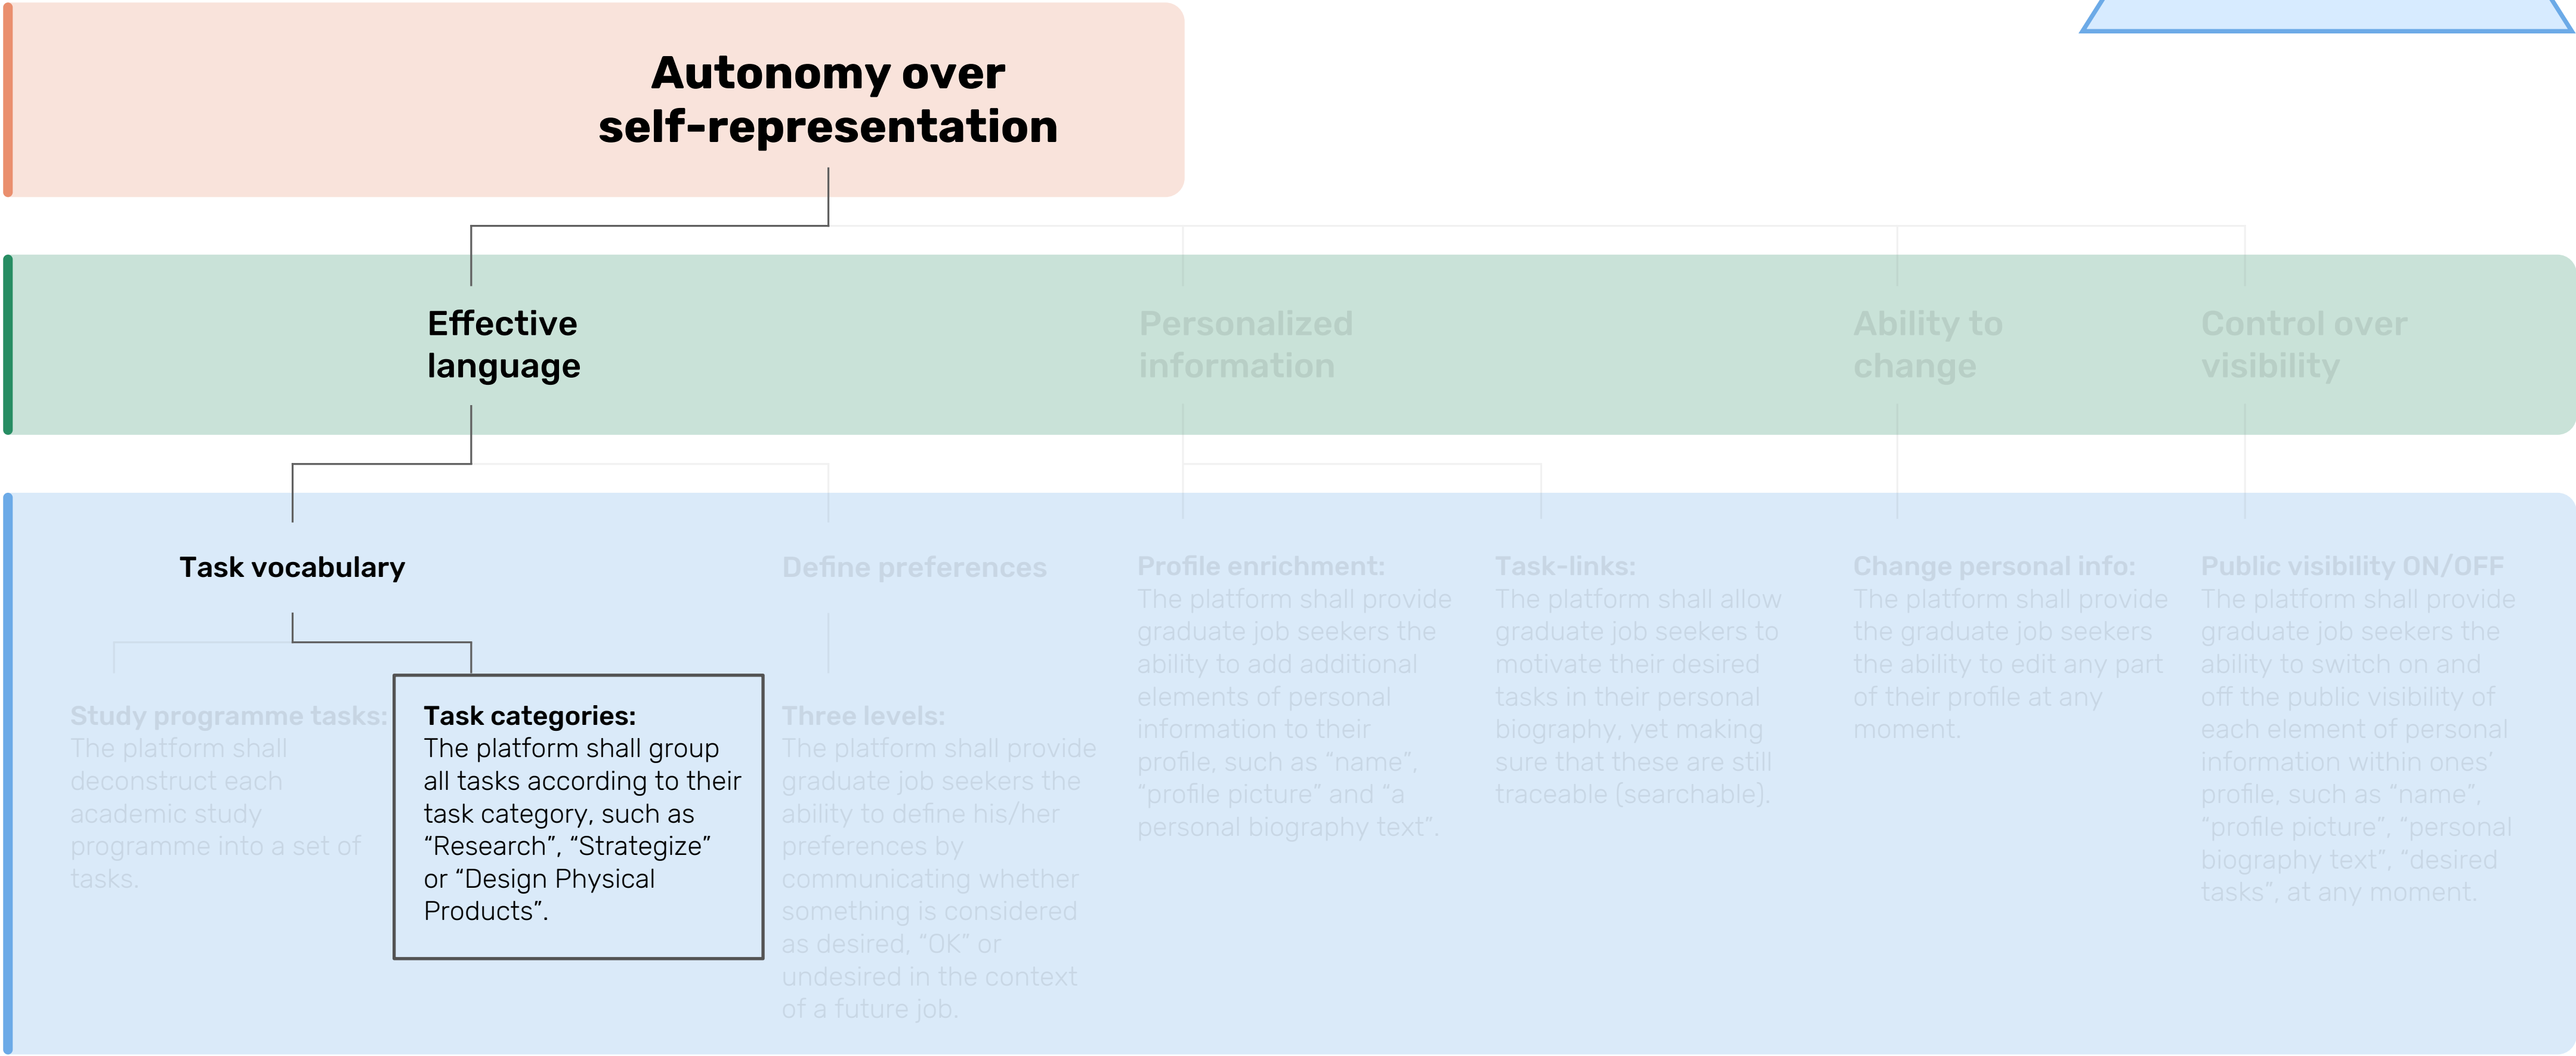 Autonomy over
self-representation
Effective
language
Personalized
information
Ability to
change
Control over
visibility
Task vocabulary
Define preferences
Study programme tasks:
The platform shall
deconstruct each
academic study
programme into a set of
tasks.
Task categories:
The platform shall group
all tasks according to their
task category, such as
“Research”, “Strategize”
or “Design Physical
Products”.
Three levels:
The platform shall provide
graduate job seekers the
ability to define his/her
preferences by
communicating whether
something is considered
as desired, “OK” or
undesired in the context
of a future job.
Profile enrichment:
The platform shall provide
graduate job seekers the
ability to add additional
elements of personal
information to their
profile, such as “name”,
“profile picture” and “a
personal biography text”.
Task-links:
The platform shall allow
graduate job seekers to
motivate their desired
tasks in their personal
biography, yet making
sure that these are still
traceable (searchable).
Change personal info:
The platform shall provide
the graduate job seekers
the ability to edit any part
of their profile at any
moment.
Public visibility ON/OFF
The platform shall provide
graduate job seekers the
ability to switch on and
off the public visibility of
each element of personal
information within ones’
profile, such as “name”,
“profile picture”, “personal
biography text”, “desired
tasks”, at any moment.